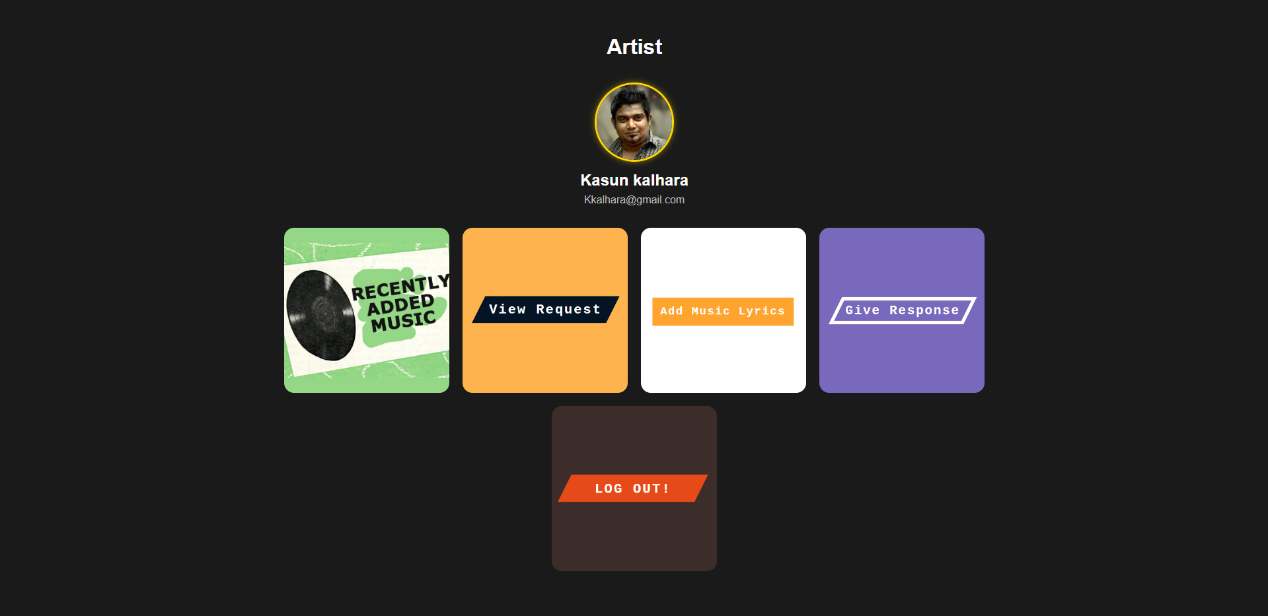 Artist
Kasun kalhara
Kkalhara@gmail.com
RECENTLY
ADDED
MUSIC
View Request
Add Music Lyrics
Give Response
LOG OUT!